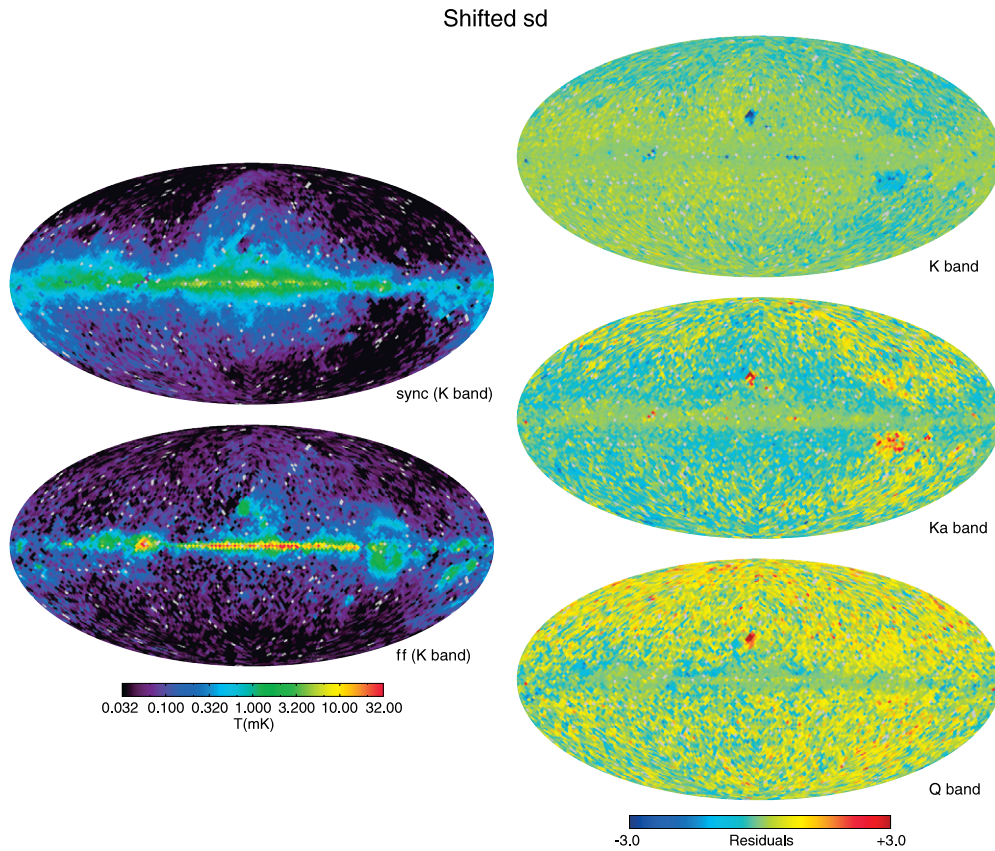 Shifted sd
sync (K band)
ff (K band)
0.032 0.100 0.320 1.000 3.200 10.00 32.00
T(mK)
K band
Ka band
Q band
-3.0 Residuals +3.0